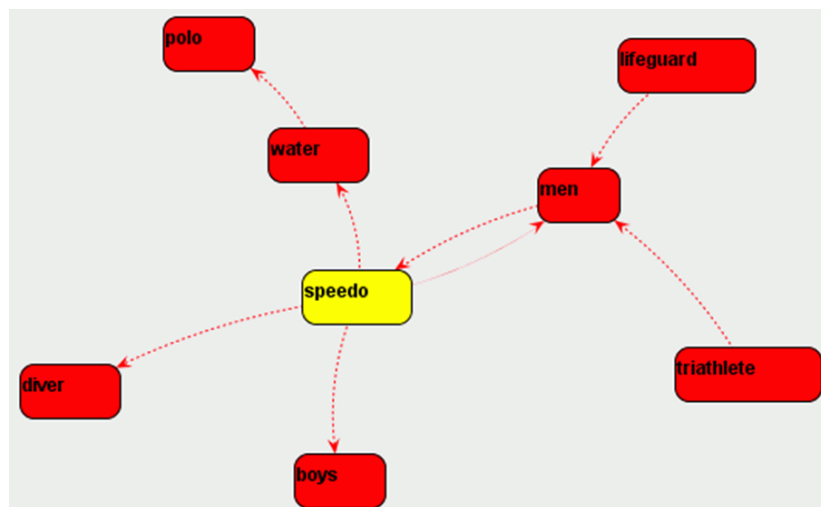 polo
lifeguard
water
men
speedo
triathlete
diver
boys